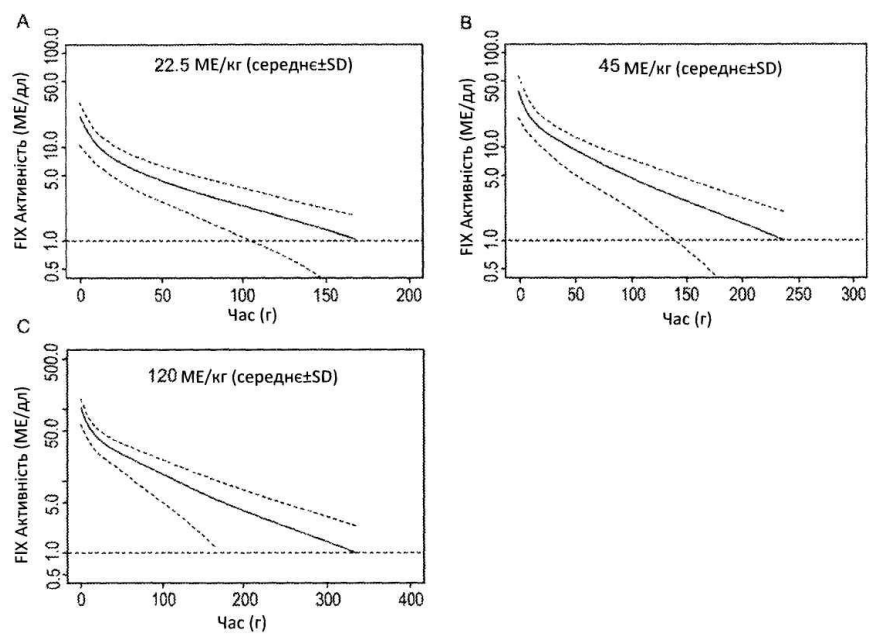 A
22.5 МЕ/кг (середнє±SD)
FIX Активність (МЕ/дл)
100.0
50.0
10.0
5.0
1.0
0.5
0
50
100
150
200
Час (г)
B
45 МЕ/кг (середнє±SD)
FIX Активність (МЕ/дл)
100.0
50.0
10.0
5.0
1.0
0.5
0
50
100
150
200
250
300
Час (г)
C
120 МЕ/кг (середнє±SD)
FIX Активність (МЕ/дл)
500.0
50.0
5.0
1.0
0.5
0
100
200
300
400
Час (г)